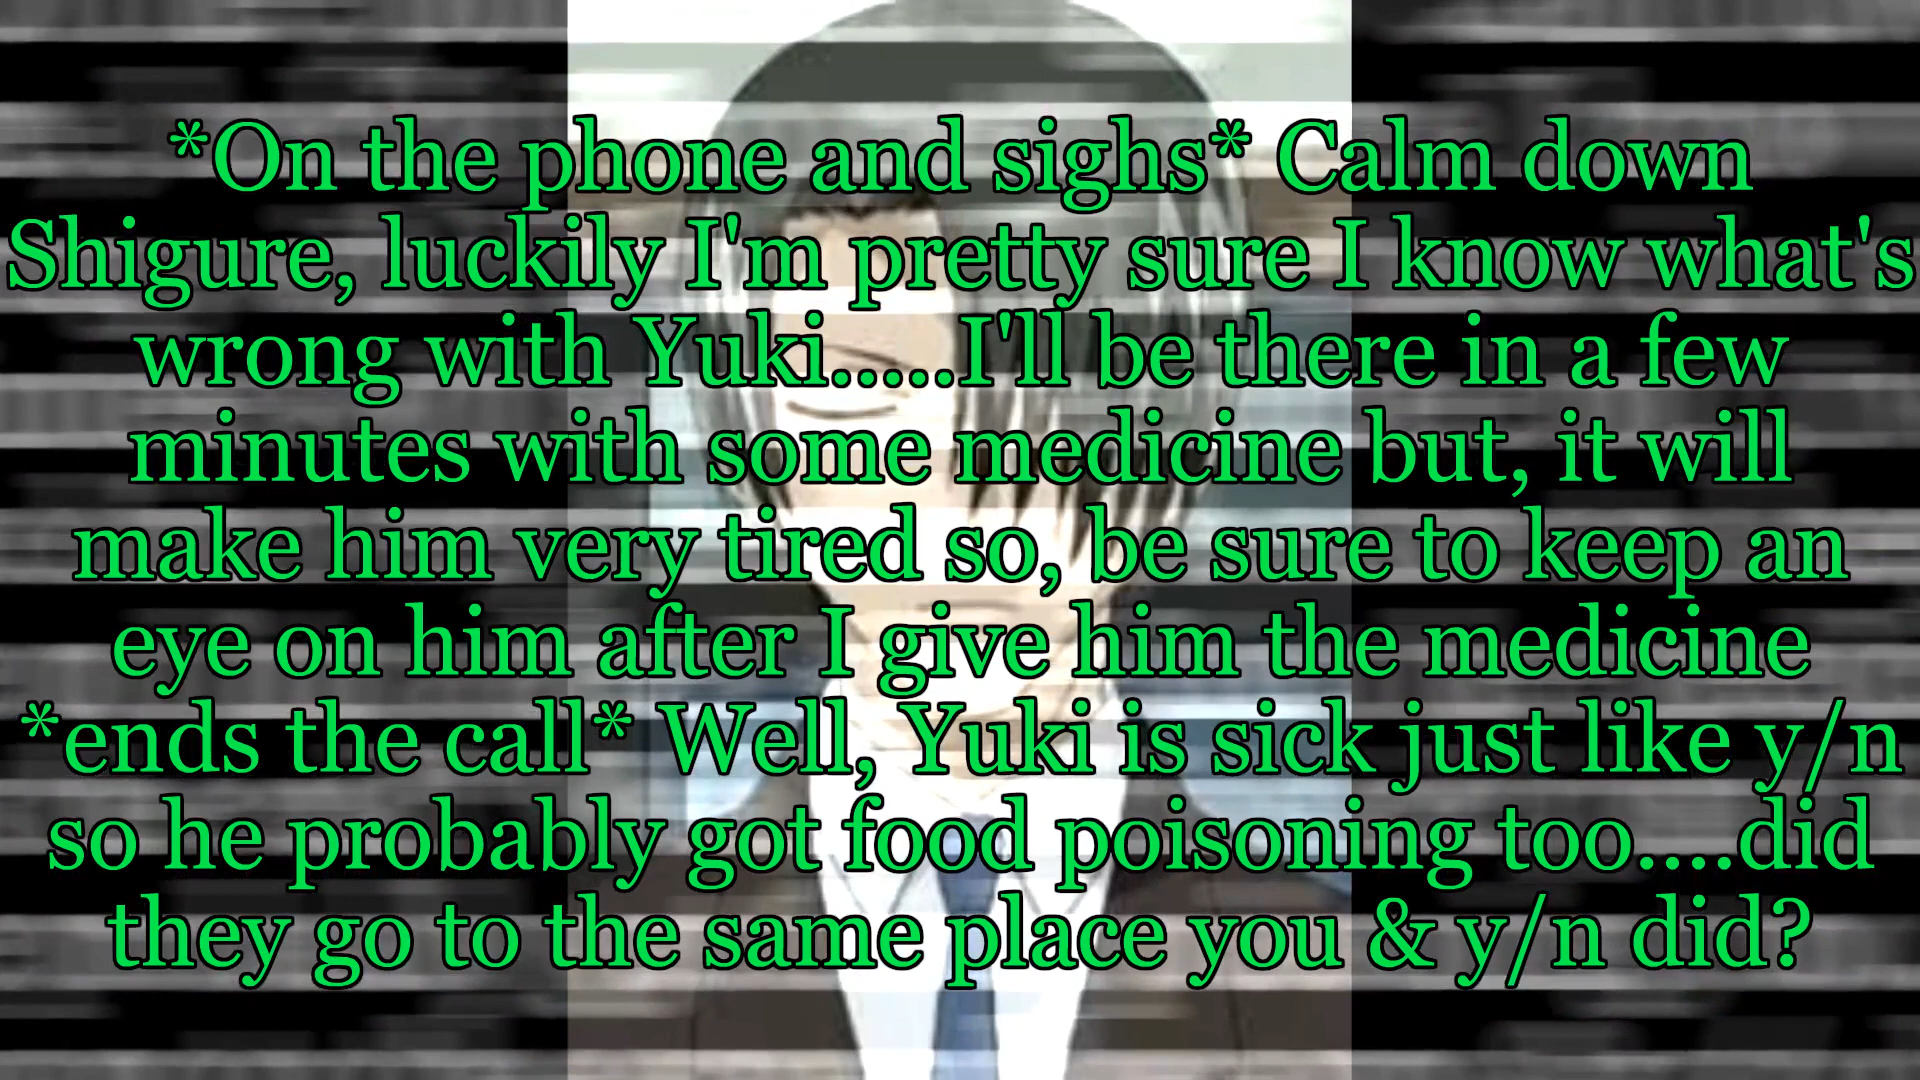 *On the phone and sighs* Calm down
Shigure, luckily I'm pretty sure I know what's
wrong with Yuki.....I'll be there in a few
minutes with some medicine but, it will
make him very tired so, be sure to keep an
eye on him after I give him the medicine
*ends the call* Well, Yuki is sick just like y/n
so he probably got food poisoning too....did
they go to the same place you & y/n did?